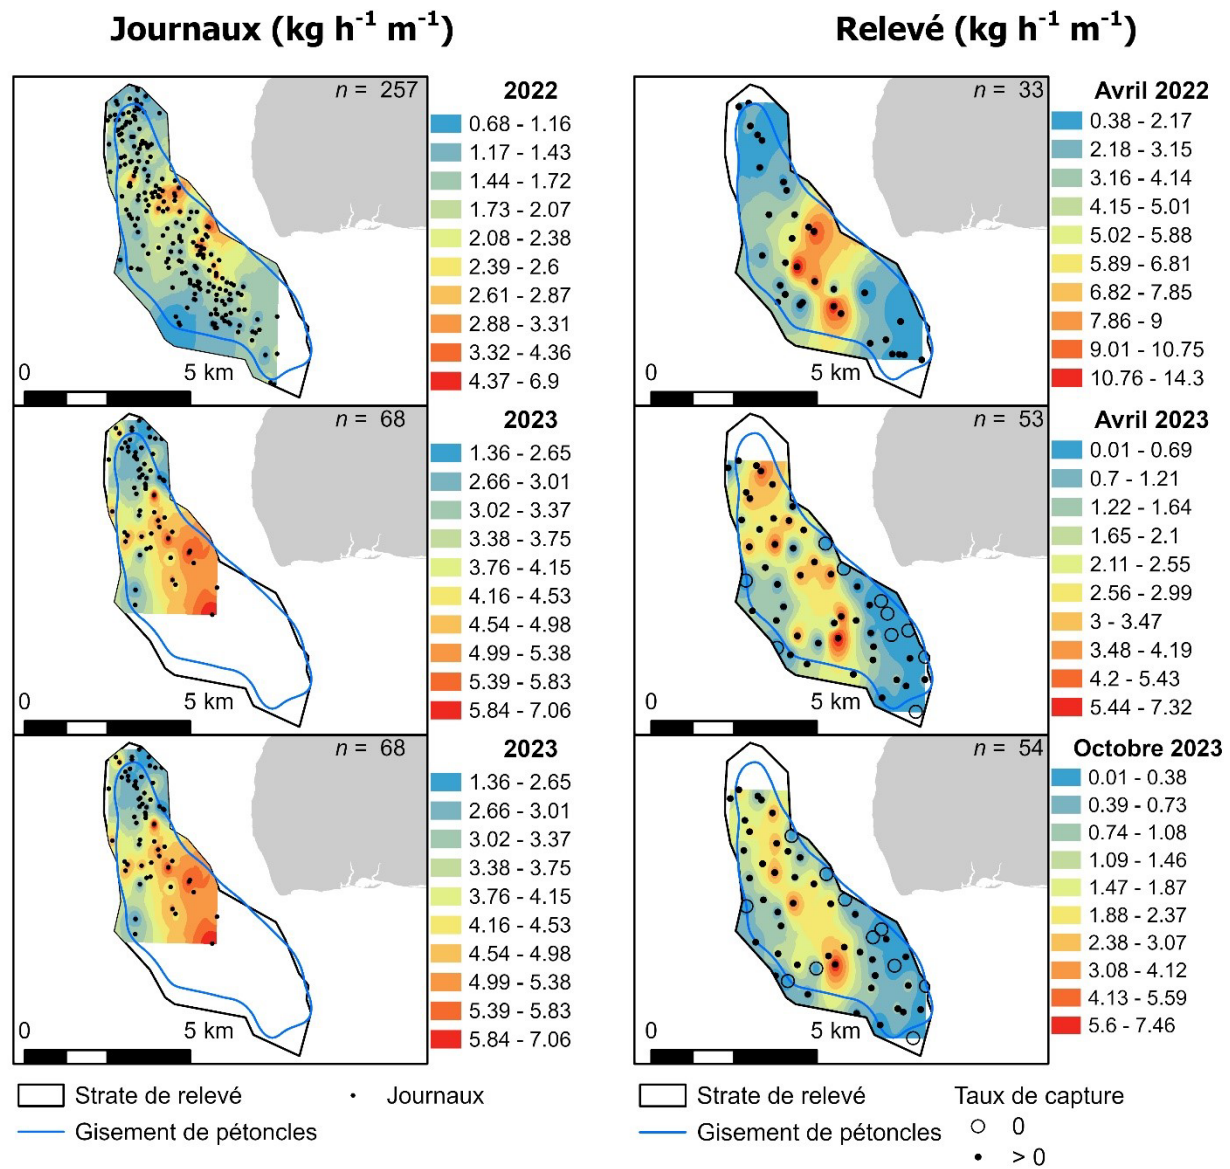 Journaux (kg h⁻¹ m⁻¹)
Relevé (kg h⁻¹ m⁻¹)
n = 257
2022
0.68 - 1.16
1.17 - 1.43
1.44 - 1.72
1.73 - 2.07
2.08 - 2.38
2.39 - 2.6
2.61 - 2.87
2.88 - 3.31
3.32 - 4.36
4.37 - 6.9
0
5 km
n = 33
Avril 2022
0.38 - 2.17
2.18 - 3.15
3.16 - 4.14
4.15 - 5.01
5.02 - 5.88
5.89 - 6.81
6.82 - 7.85
7.86 - 9
9.01 - 10.75
10.76 - 14.3
0
5 km
n = 68
2023
1.36 - 2.65
2.66 - 3.01
3.02 - 3.37
3.38 - 3.75
3.76 - 4.15
4.16 - 4.53
4.54 - 4.98
4.99 - 5.38
5.39 - 5.83
5.84 - 7.06
0
5 km
n = 53
Avril 2023
0.01 - 0.69
0.7 - 1.21
1.22 - 1.64
1.65 - 2.1
2.11 - 2.55
2.56 - 2.99
3 - 3.47
3.48 - 4.19
4.2 - 5.43
5.44 - 7.32
0
5 km
n = 68
2023
1.36 - 2.65
2.66 - 3.01
3.02 - 3.37
3.38 - 3.75
3.76 - 4.15
4.16 - 4.53
4.54 - 4.98
4.99 - 5.38
5.39 - 5.83
5.84 - 7.06
0
5 km
n = 54
Octobre 2023
0.01 - 0.38
0.39 - 0.73
0.74 - 1.08
1.09 - 1.46
1.47 - 1.87
1.88 - 2.37
2.38 - 3.07
3.08 - 4.12
4.13 - 5.59
5.6 - 7.46
0
5 km
Strate de relevé
Journaux
Gisement de pétoncles
Strate de relevé
Taux de capture
Gisement de pétoncles
0
> 0